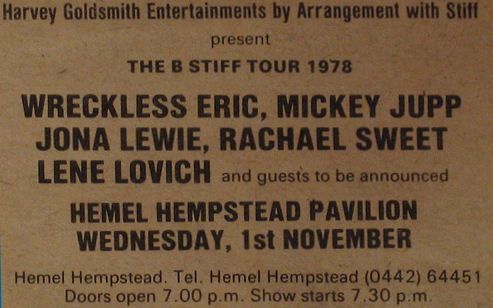 Harvey Goldsmith Entertainments by Arrangement with Stiff
present
THE B STIFF TOUR 1978
WRECKLESS ERIC, MICKEY JUPP
JONA LEWIE, RACHAEL SWEET
LENE LOVICH and guests to be announced
HEMEL HEMPSTEAD PAVILION
WEDNESDAY, 1st NOVEMBER
Hemel Hempstead. Tel. Hemel Hempstead (0442) 64451
Doors open 7.00 p.m. Show starts 7.30 p.m.